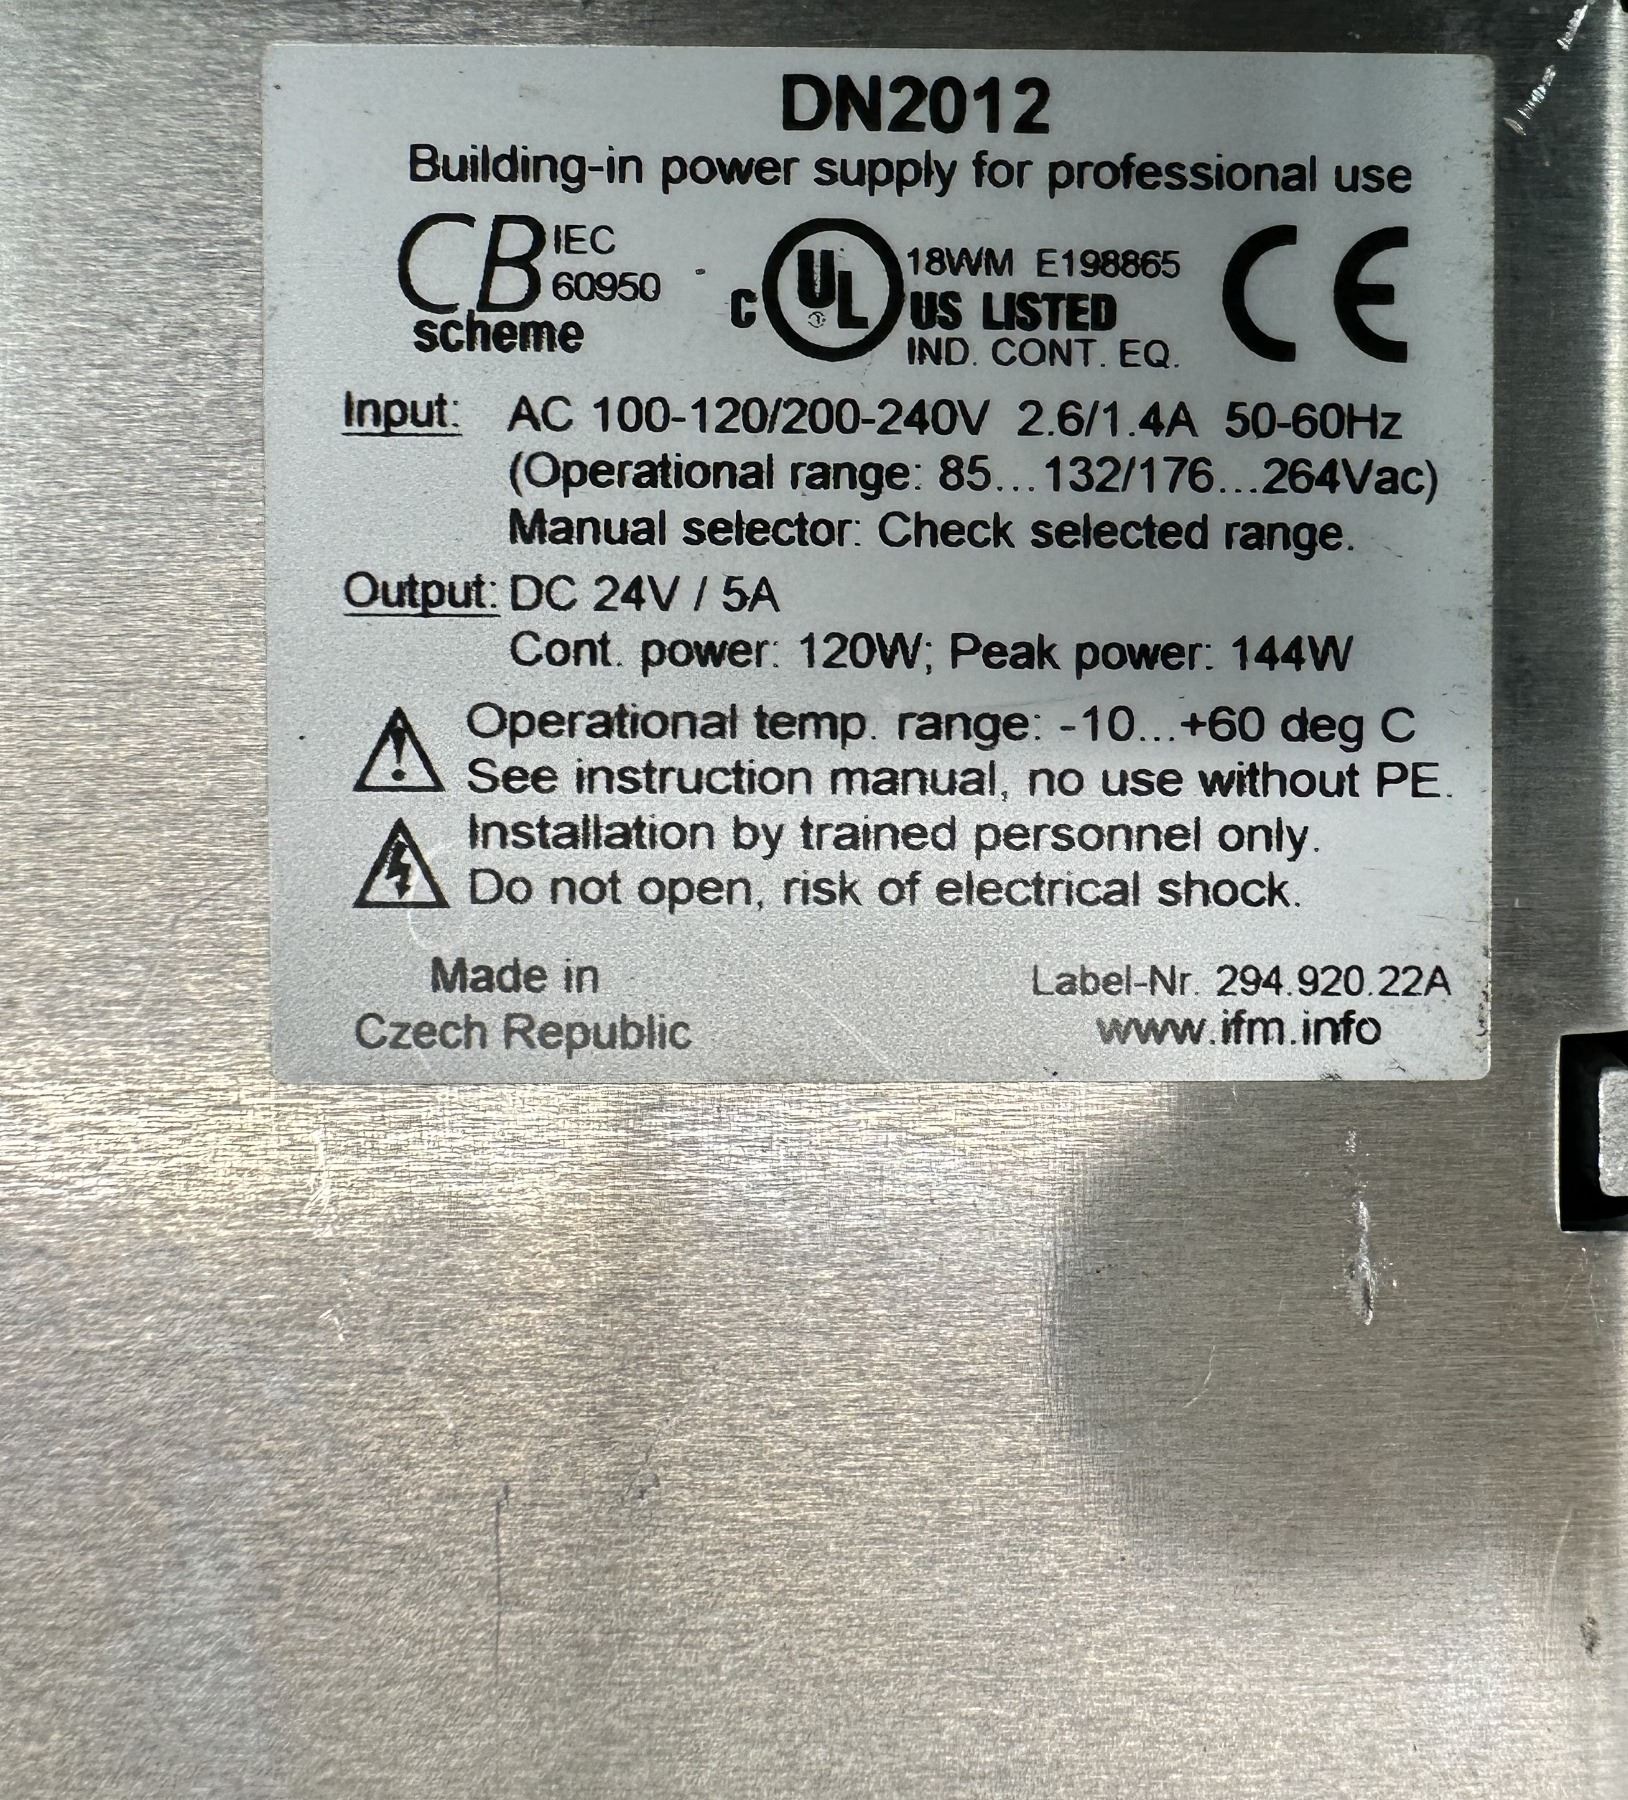 DN2012
Building-in power supply for professional use
CB IEC 60950 scheme
C UL US LISTED 18WM E198865 IND. CONT. EQ.
CE
Input: AC 100-120/200-240V 2.6/1.4A 50-60Hz
(Operational range: 85...132/176...264Vac)
Manual selector: Check selected range.
Output: DC 24V / 5A
Cont. power: 120W; Peak power: 144W
Operational temp. range: -10...+60 deg C
See instruction manual, no use without PE.
Installation by trained personnel only.
Do not open, risk of electrical shock.
Made in
Czech Republic
Label-Nr. 294.920.22A
www.ifm.info